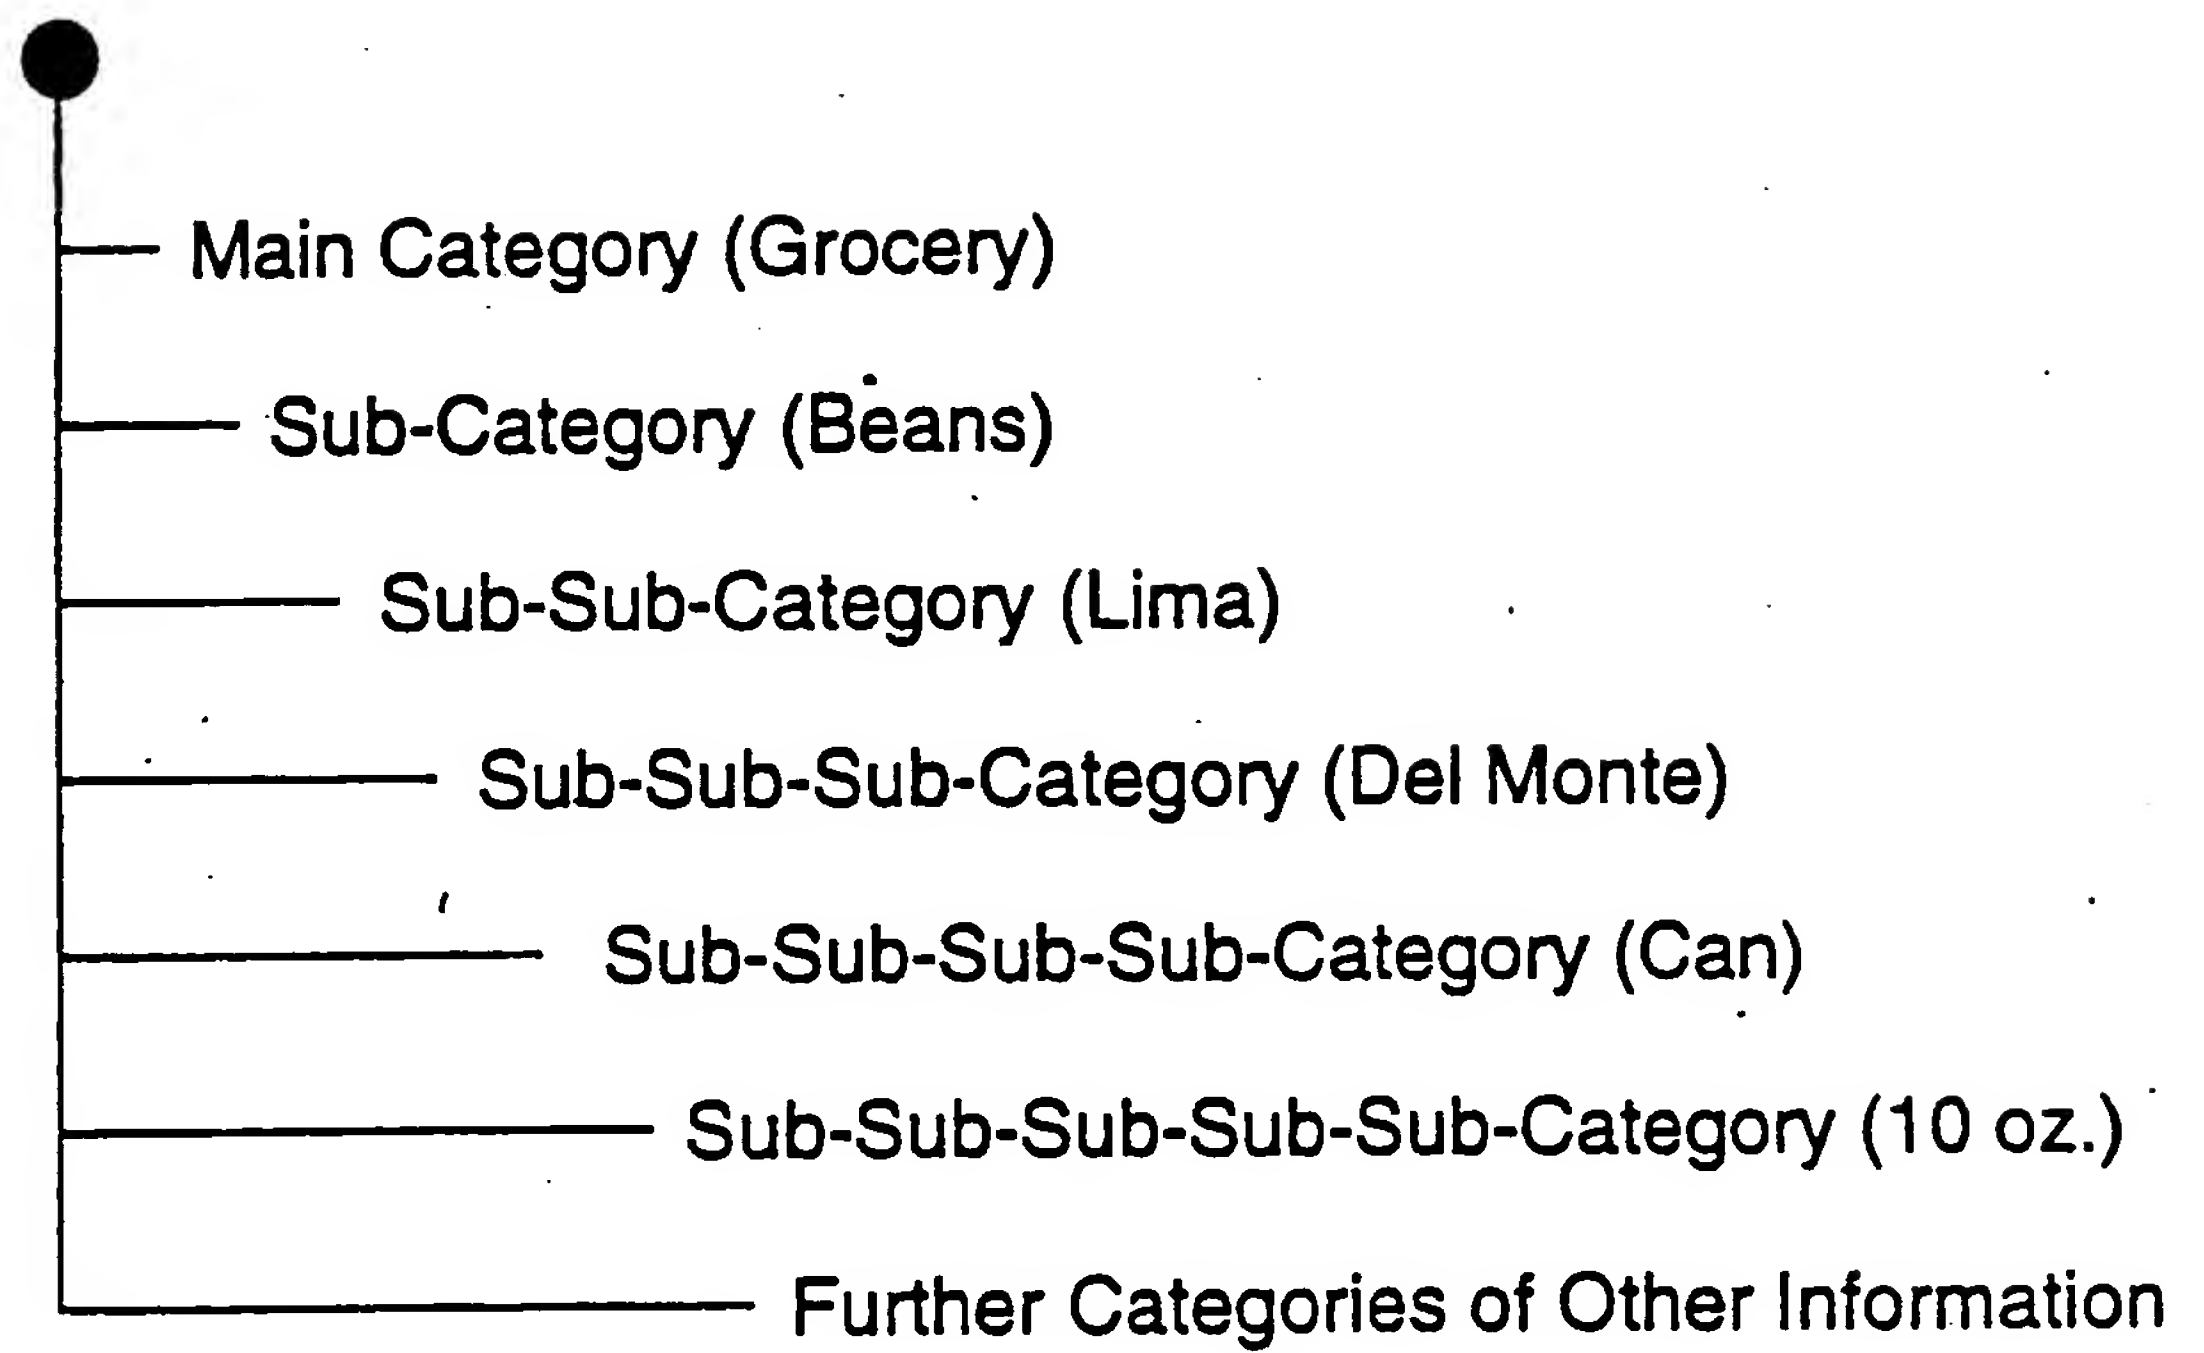 Main Category (Grocery)
Sub-Category (Beans)
Sub-Sub-Category (Lima)
Sub-Sub-Sub-Category (Del Monte)
Sub-Sub-Sub-Sub-Category (Can)
Sub-Sub-Sub-Sub-Sub-Category (10 oz.)
Further Categories of Other Information